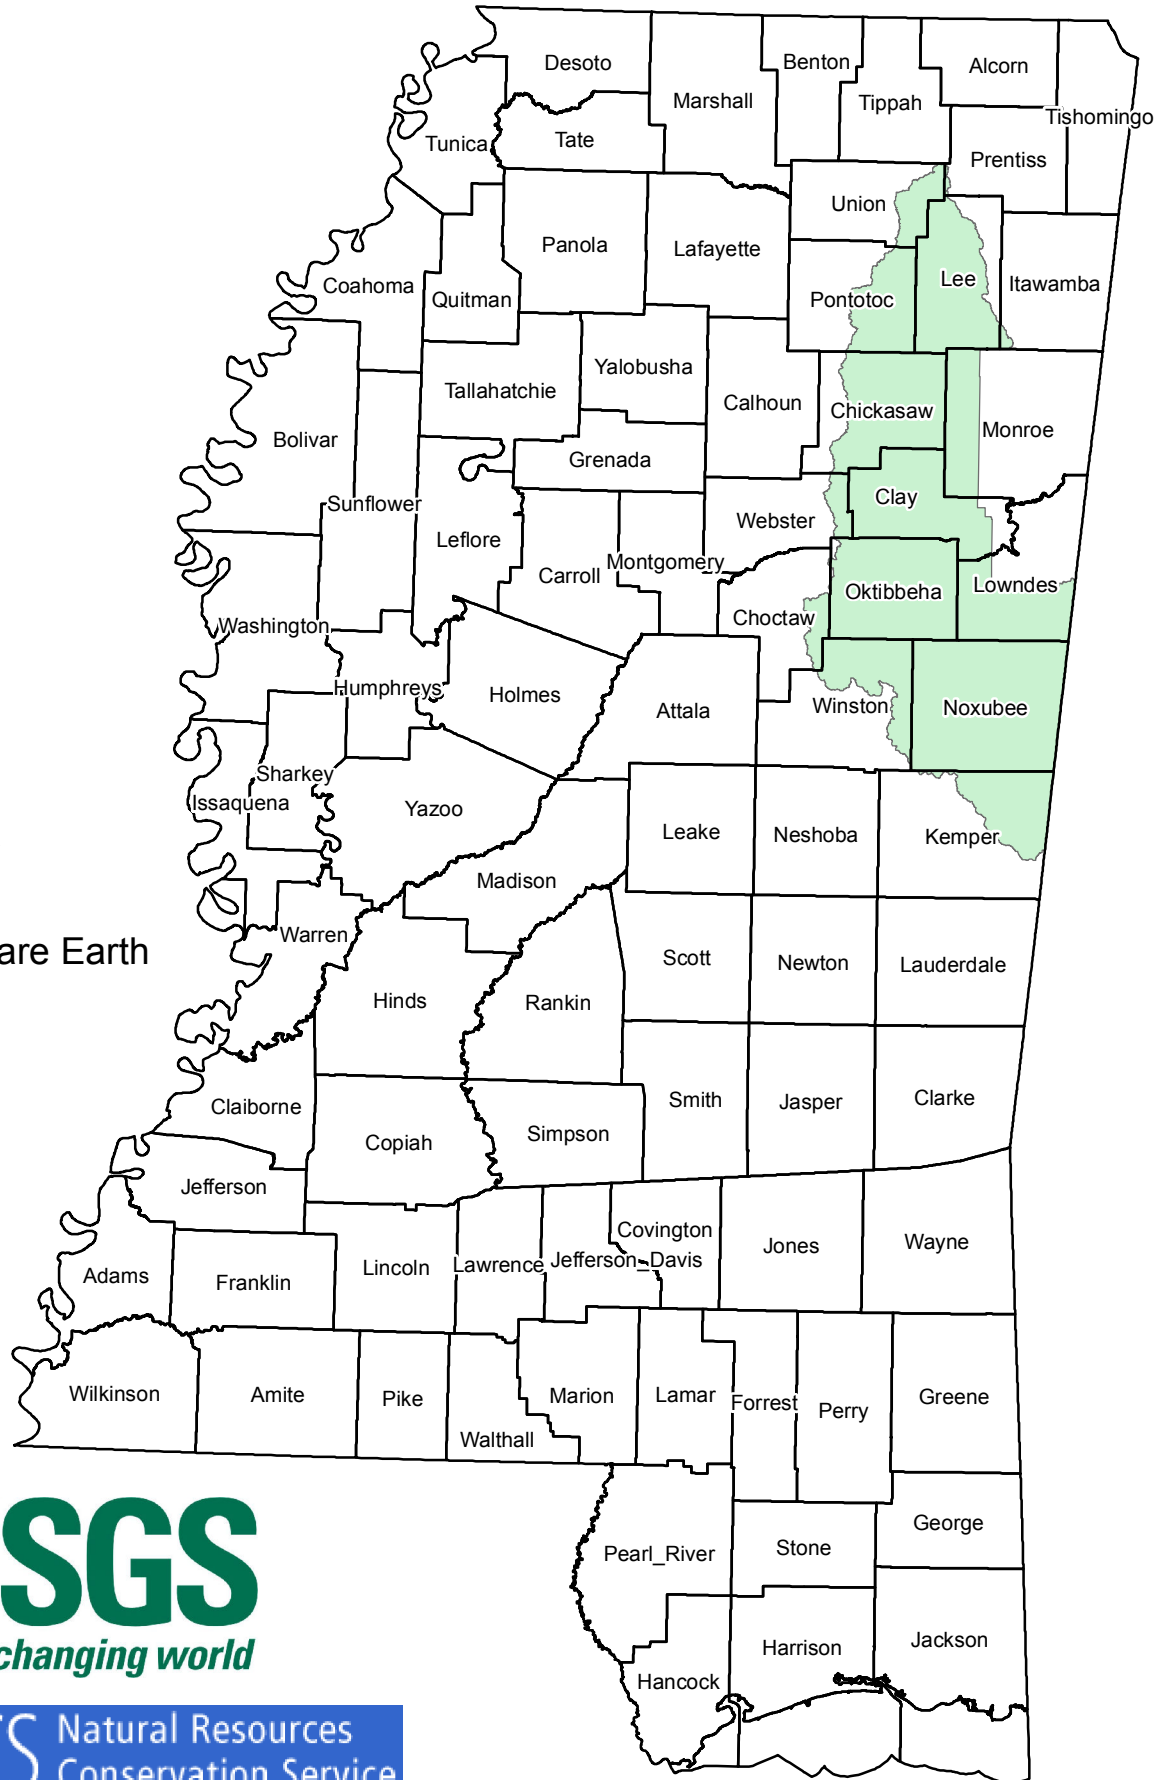 Desoto
Benton
Alcorn
Marshall
Tippah
Tishomingo
Tunica
Tate
Prentiss
Union
Panola
Lafayette
Coahoma
Quitman
Pontotoc
Lee
Itawamba
Yalobusha
Tallahatchie
Calhoun
Chickasaw
Monroe
Bolivar
Grenada
Sunflower
Clay
Webster
Leflore
Carroll
Montgomery
Oktibbeha
Lowndes
Washington
Choctaw
Humphreys
Holmes
Attala
Winston
Noxubee
Sharkey
Issaquena
Yazoo
Leake
Neshoba
Kemper
Madison
Warren
are Earth
Scott
Newton
Lauderdale
Hinds
Rankin
Claiborne
Smith
Jasper
Clarke
Copiah
Simpson
Jefferson
Covington
Jones
Wayne
Adams
Franklin
Lincoln
Lawrence
Jefferson_Davis
Wilkinson
Amite
Pike
Walthall
Marion
Lamar
Forrest
Perry
Greene
SGS
changing world
George
Stone
Pearl_River
Harrison
Jackson
Hancock
Natural Resources
Conservation Service